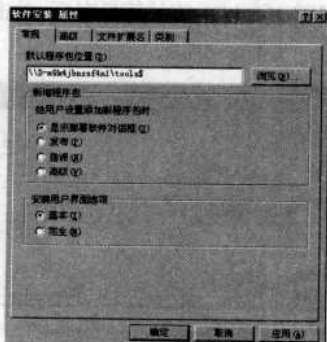 软件安装 属性
常规 高级 文件扩展名 类别
默认程序包位置(D)
浏览(B)...
新增程序包
给用户设置添加新程序包时
显示部署软件对话框(I)
发布(P)
指派(A)
高级(V)
安装用户界面选项
基本(I)
完全(M)
确定 取消 应用(A)